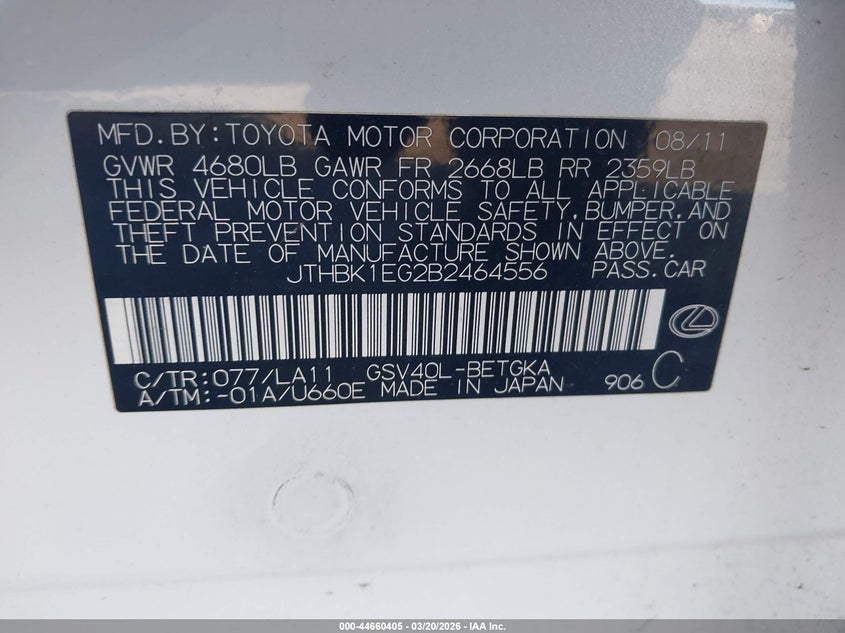 MFD.BY:TOYOTA MOTOR CORPORATION 08/11
GVWR 4680LB GAWR FR 2668LB RR 2359LB
THIS VEHICLE CONFORMS TO ALL APPLICABLE
FEDERAL MOTOR VEHICLE SAFETY,BUMPER,AND
THEFT PREVENTION STANDARDS IN EFFECT ON
THE DATE OF MANUFACTURE SHOWN ABOVE.
JTHBK1EG2B2464556 PASS.CAR
C/TR:077/LA11 GSV40L-BETGKA
A/TM:-01A/U660E MADE IN JAPAN 906 C
000-44660405 - 03/20/2026 - IAA Inc.